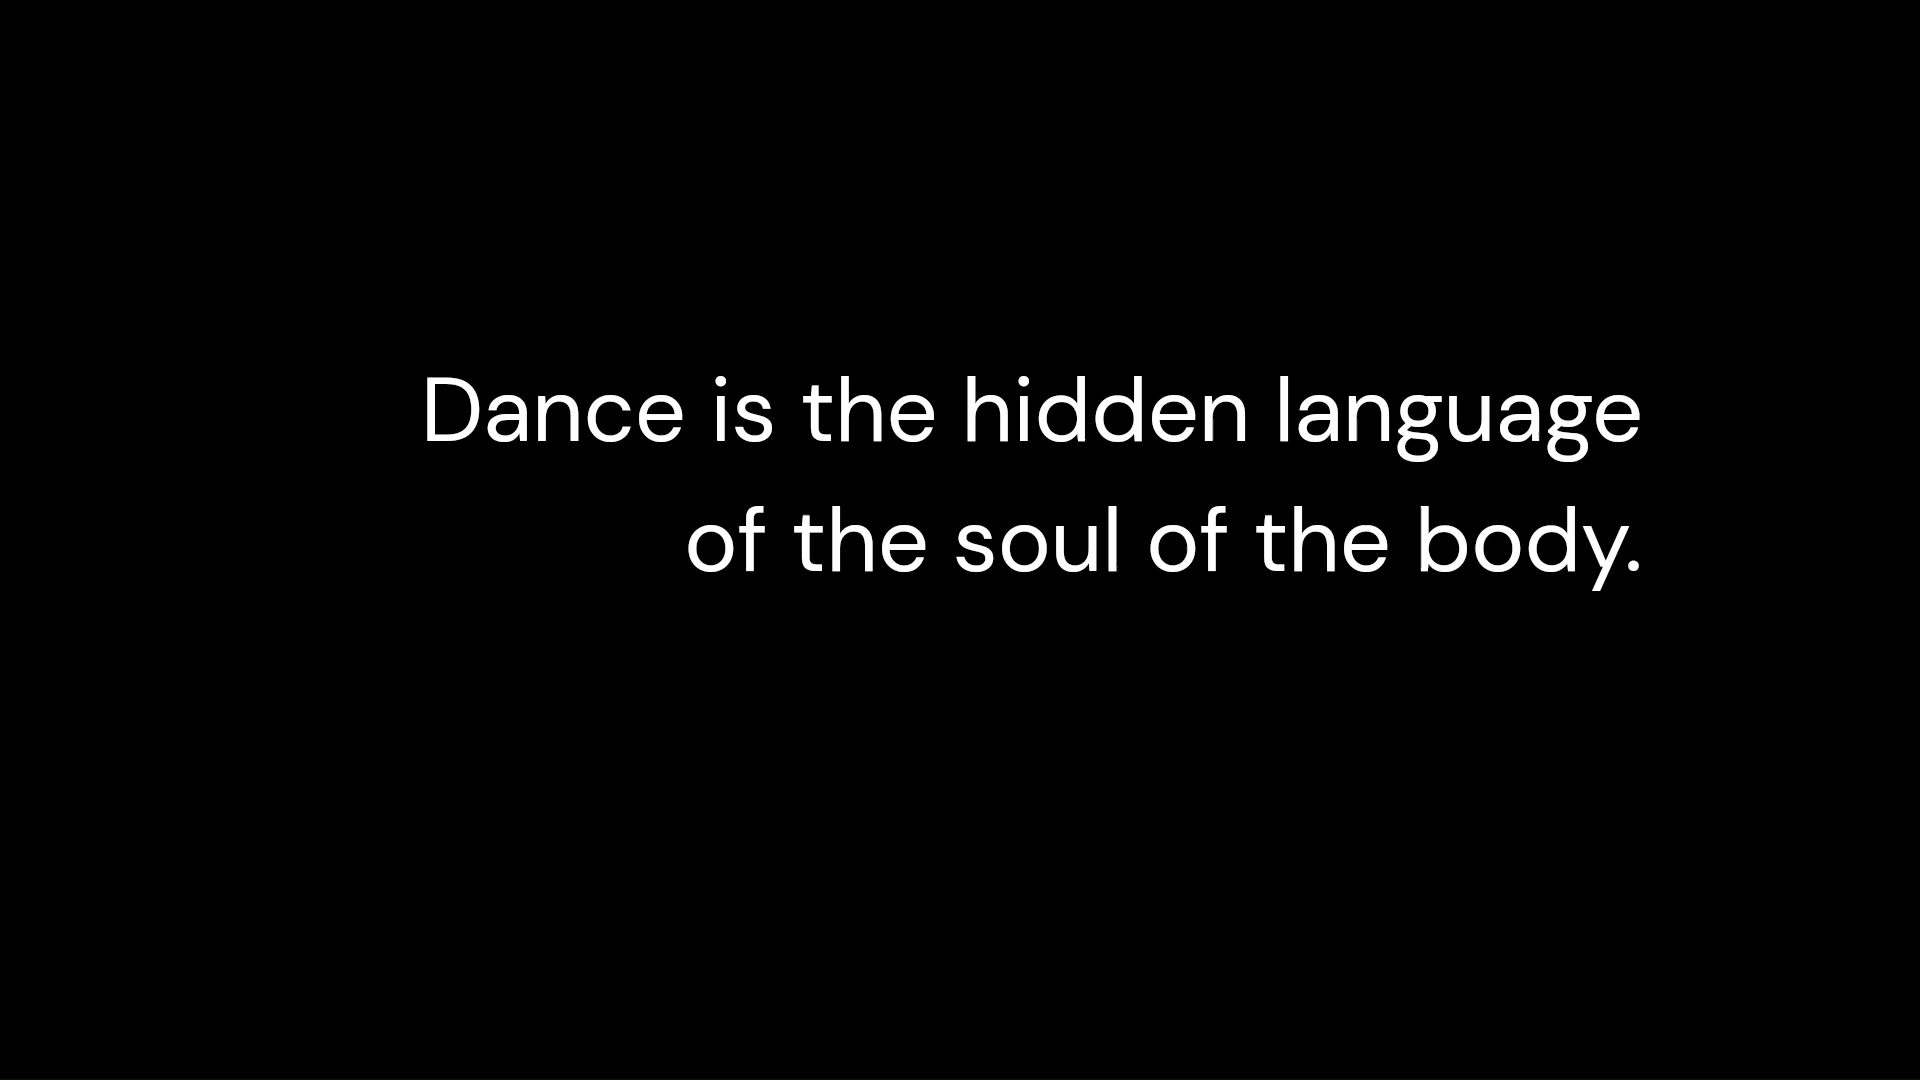 Dance is the hidden language
of the soul of the body.